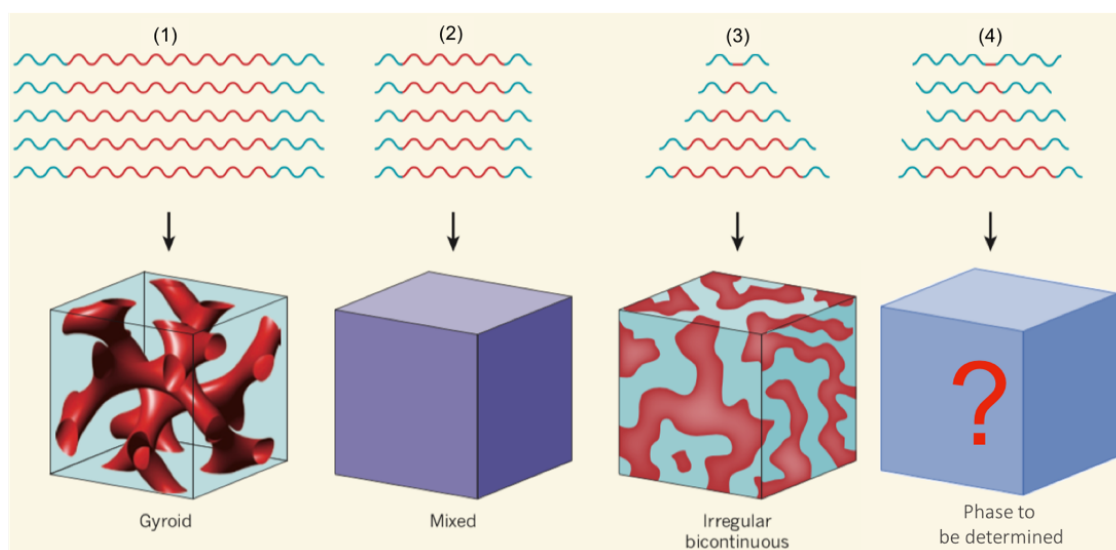 (1)
(2)
(3)
(4)
?
Gyroid
Mixed
Irregular
bicontinuous
Phase to
be determined